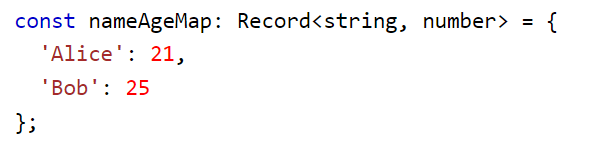 const nameAgeMap: Record<string, number> = {
  'Alice': 21,
  'Bob': 25
};